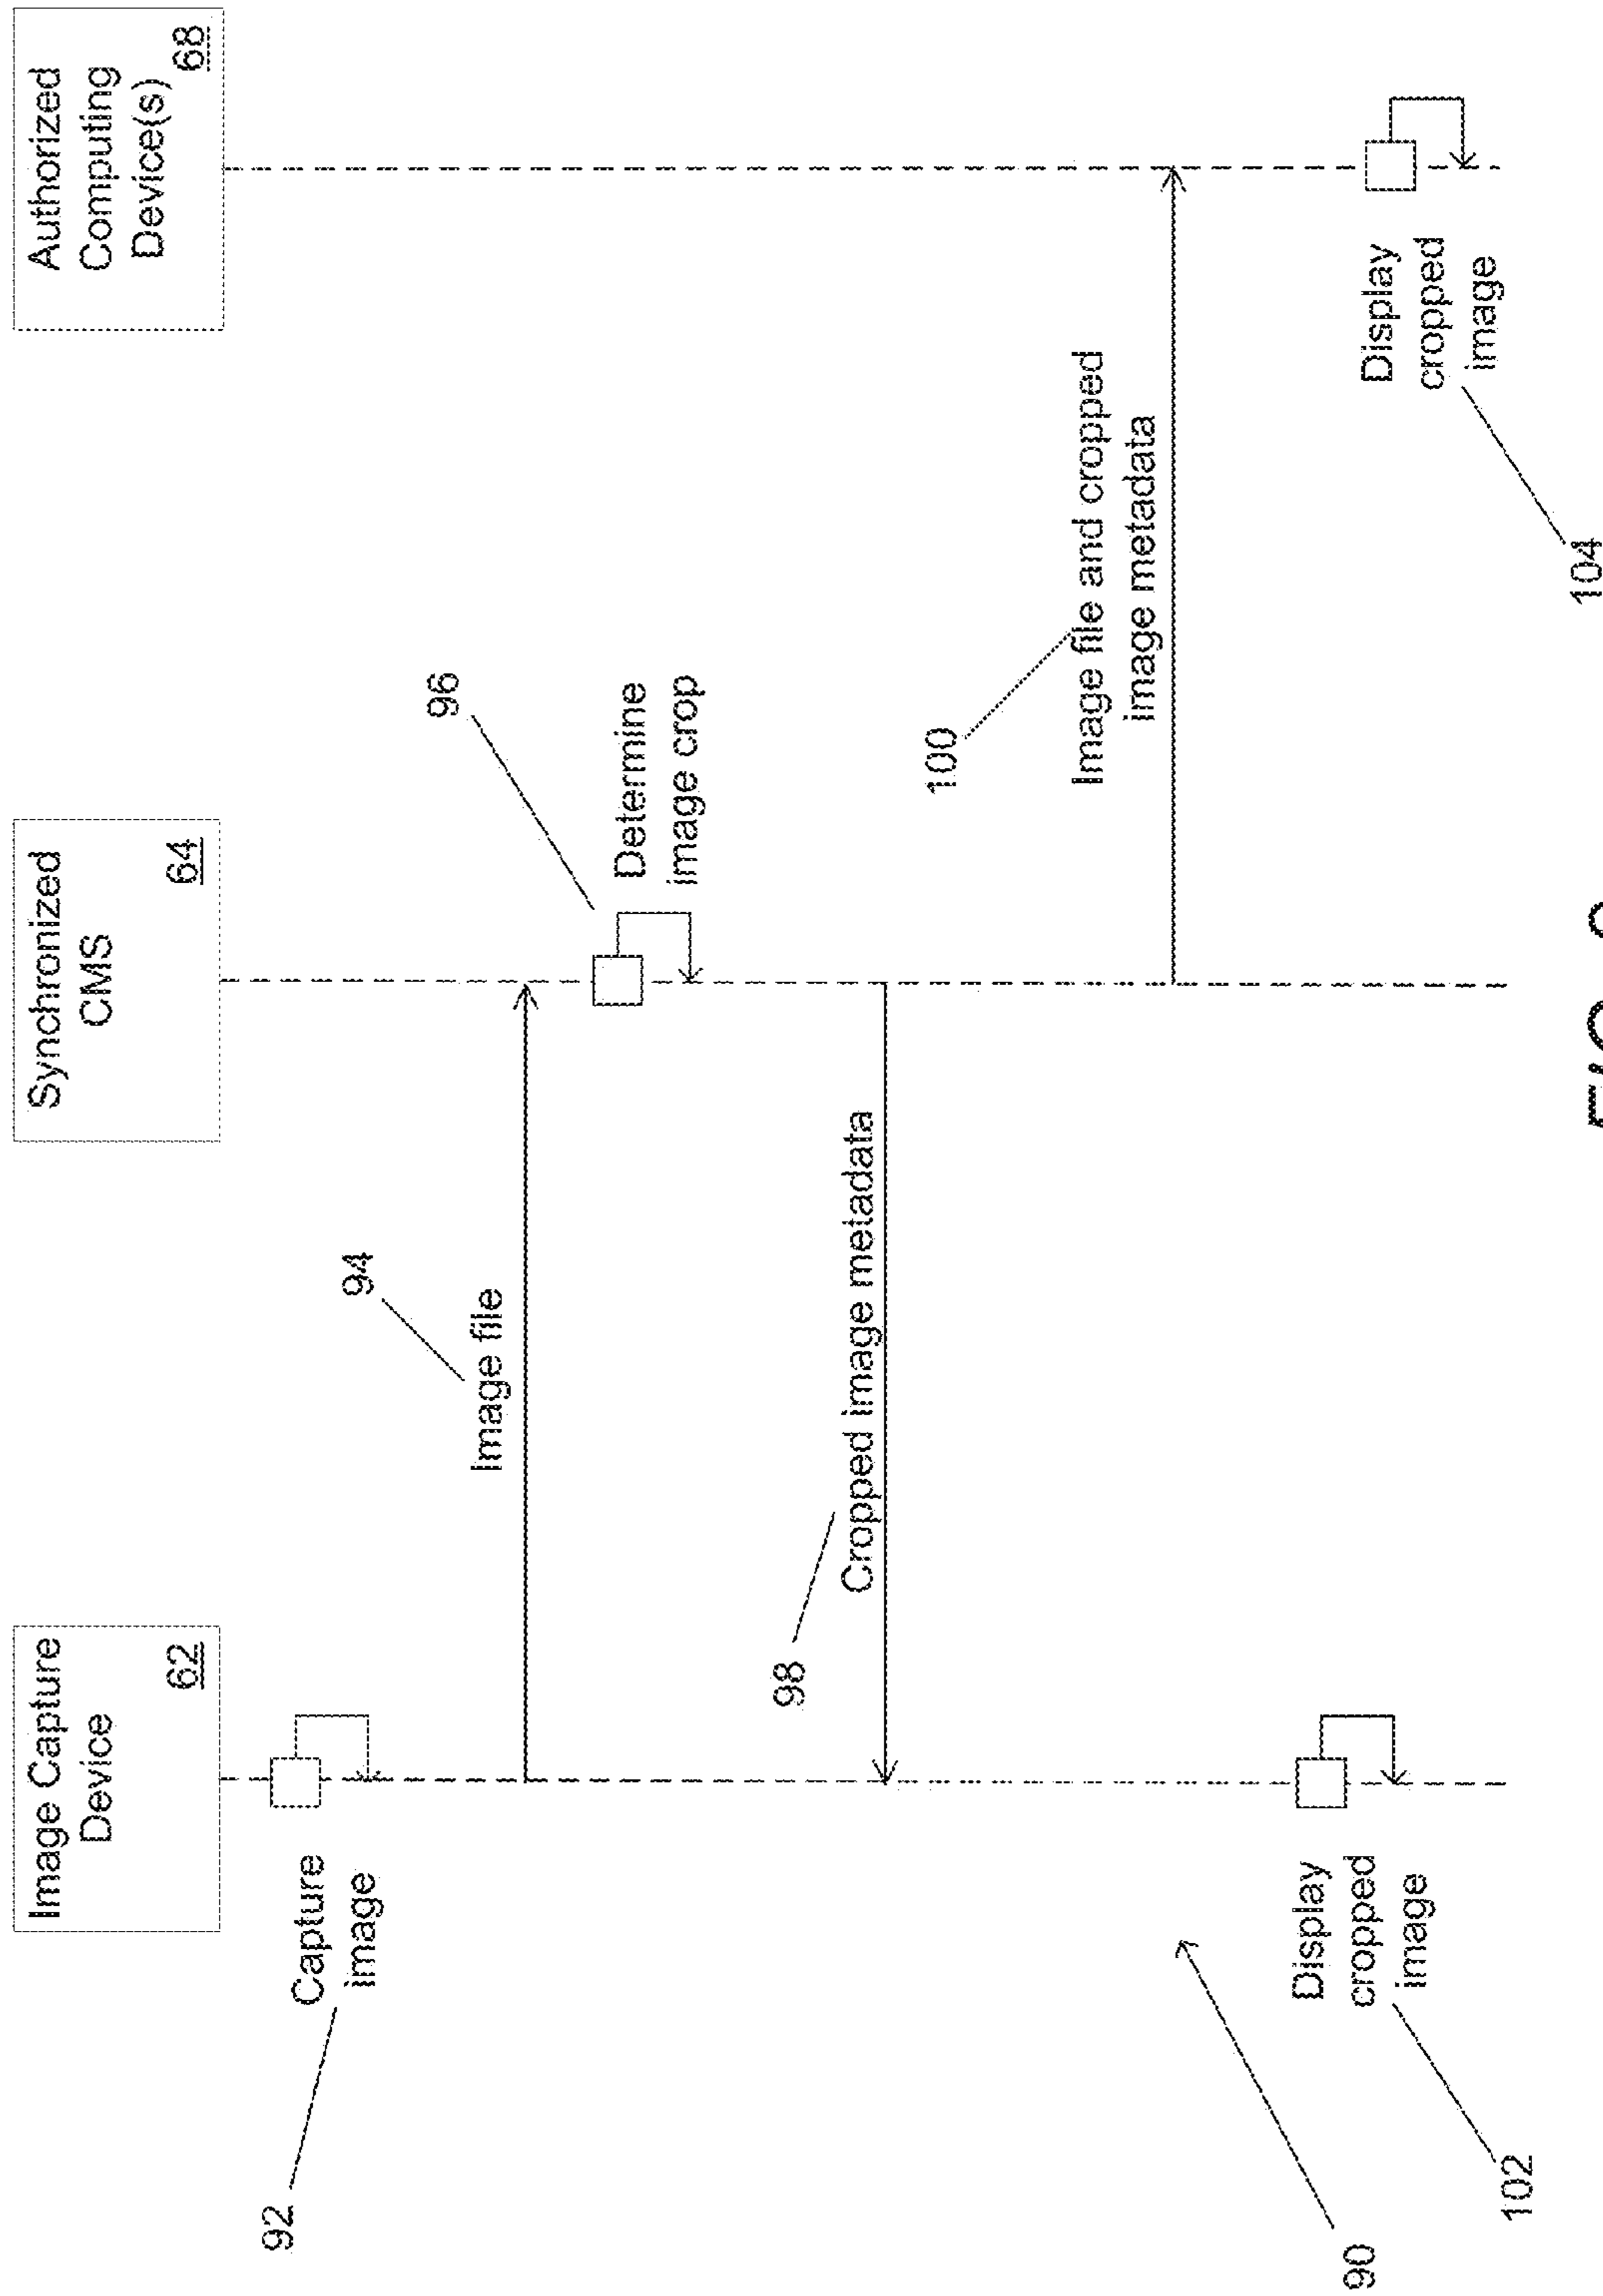 Image Capture
Device
62
Synchronized
CMS
64
Authorized
Computing
Device(s)
68
92
Capture
image
94
Image file
96
Determine
image crop
98
Cropped image metadata
100
Image file and cropped
image metadata
90
102
Display
cropped
image
104
Display
cropped
image